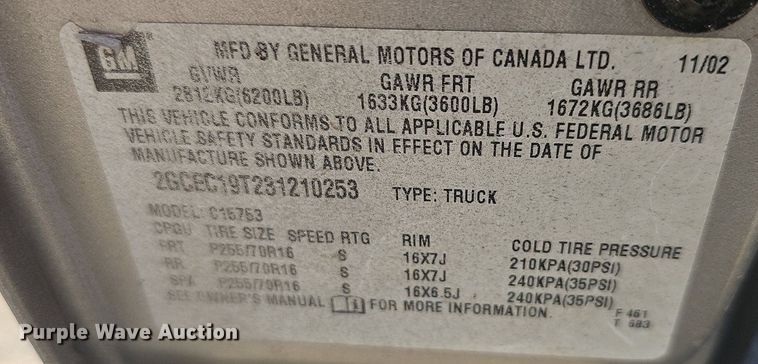 GM
MFD BY GENERAL MOTORS OF CANADA LTD. 11/02
GVWR GAWR FRT GAWR RR
2812KG(6200LB) 1633KG(3600LB) 1672KG(3686LB)
THIS VEHICLE CONFORMS TO ALL APPLICABLE U.S. FEDERAL MOTOR
VEHICLE SAFETY STANDARDS IN EFFECT ON THE DATE OF
MANUFACTURE SHOWN ABOVE.
2GCEC19T231210253 TYPE: TRUCK
MODEL: C15753
TIRE SIZE SPEED RTG RIM COLD TIRE PRESSURE
FRT P255/70R16 S 16X7J 210KPA(30PSI)
RR P255/70R16 S 16X7J 240KPA(35PSI)
SPA P255/70R16 S 16X6.5J 240KPA(35PSI)
SEE OWNER'S MANUAL FOR MORE INFORMATION.
F 461
T 683
Purple Wave Auction